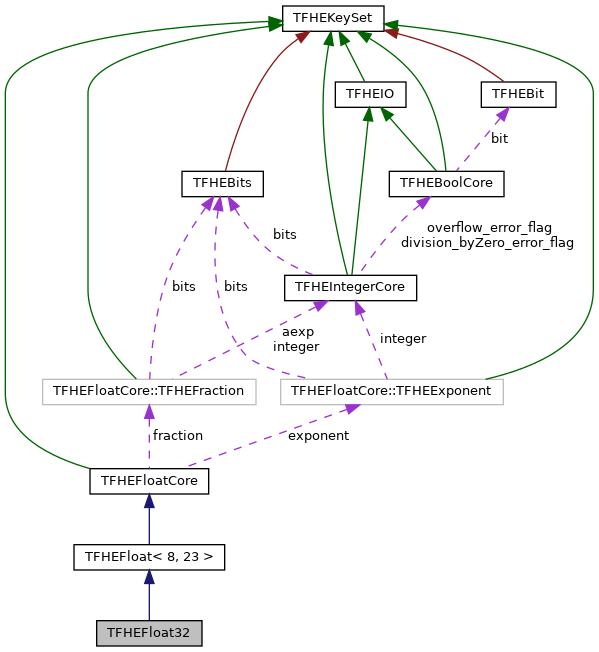 TFHEKeySet
TFHEIO
TFHEBit
bit
TFHEBits
TFHEBoolCore
overflow_error_flag
division_byZero_error_flag
bits
TFHEIntegerCore
bits
bits
aexp
integer
integer
TFHEFloatCore::TFHEFraction
TFHEFloatCore::TFHEExponent
fraction
exponent
TFHEFloatCore
TFHEFloat< 8, 23 >
TFHEFloat32